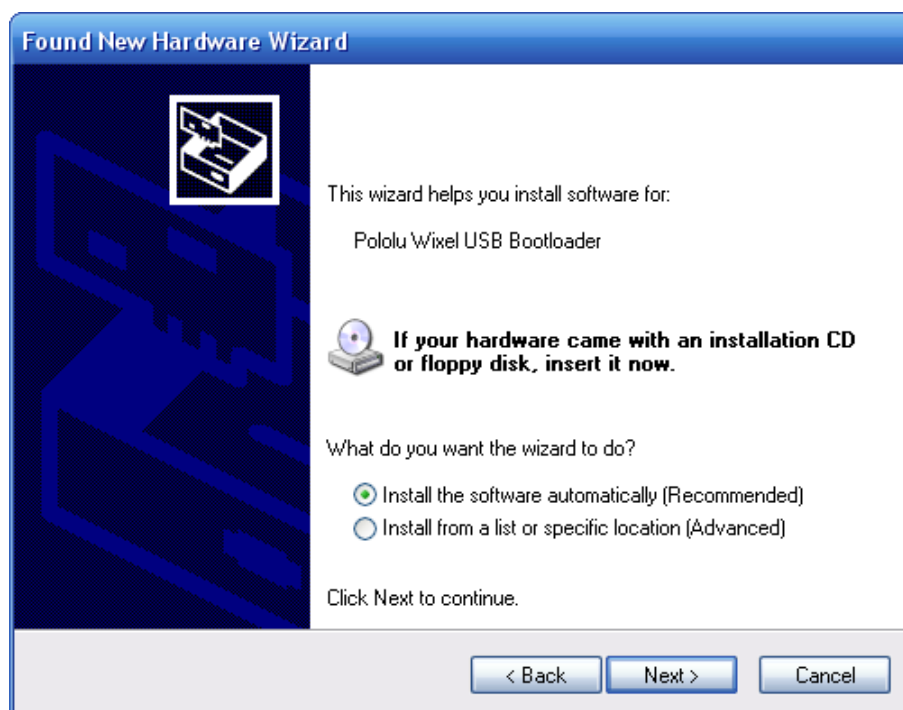 Found New Hardware Wizard
This wizard helps you install software for:
Pololu Wixel USB Bootloader
If your hardware came with an installation CD
or floppy disk, insert it now.
What do you want the wizard to do?
Install the software automatically (Recommended)
Install from a list or specific location (Advanced)
Click Next to continue.
< Back
Next >
Cancel